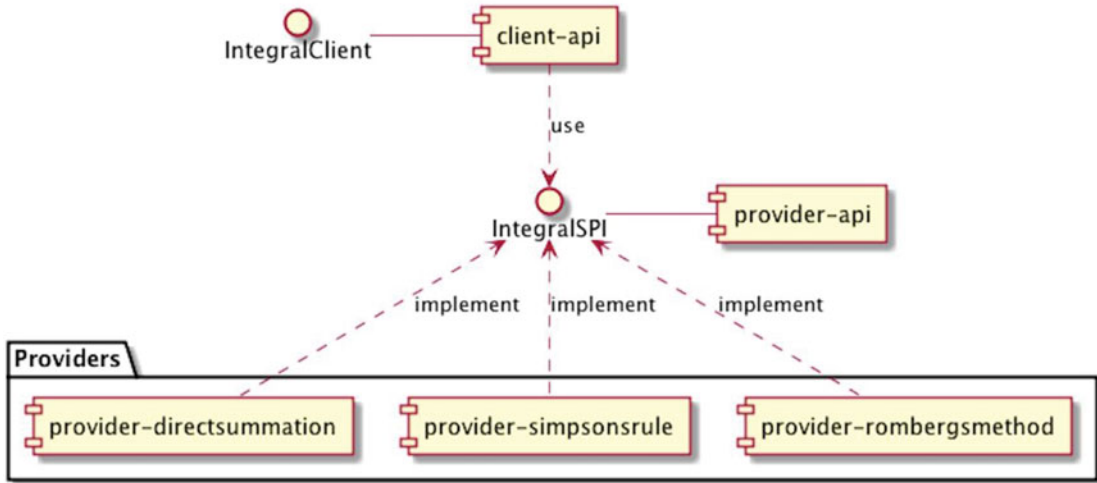 client-api
IntegralClient
use
IntegralSPI
provider-api
implement
implement
implement
Providers
provider-directsummation
provider-simpsonsrule
provider-rombergsmethod